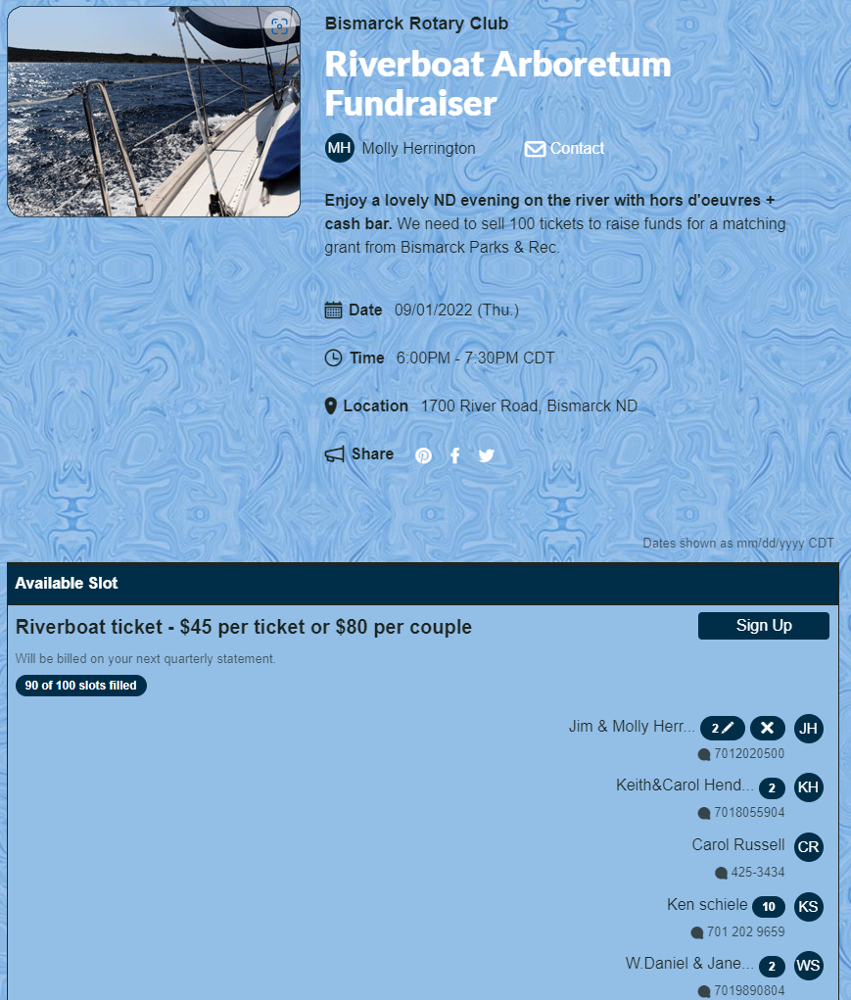 Bismarck Rotary Club
Riverboat Arboretum
Fundraiser
MH Molly Herrington Contact
Enjoy a lovely ND evening on the river with hors d'oeuvres +
cash bar. We need to sell 100 tickets to raise funds for a matching
grant from Bismarck Parks & Rec.
Date 09/01/2022 (Thu.)
Time 6:00PM - 7:30PM CDT
Location 1700 River Road, Bismarck ND
Share
Dates shown as mm/dd/yyyy CDT
Available Slot
Riverboat ticket - $45 per ticket or $80 per couple Sign Up
Will be billed on your next quarterly statement.
90 of 100 slots filled
Jim & Molly Herr... 2 JH
7012020500
Keith&Carol Hend... 2 KH
7018055904
Carol Russell CR
425-3434
Ken schiele 10 KS
701 202 9659
W.Daniel & Jane... 2 WS
7019890804